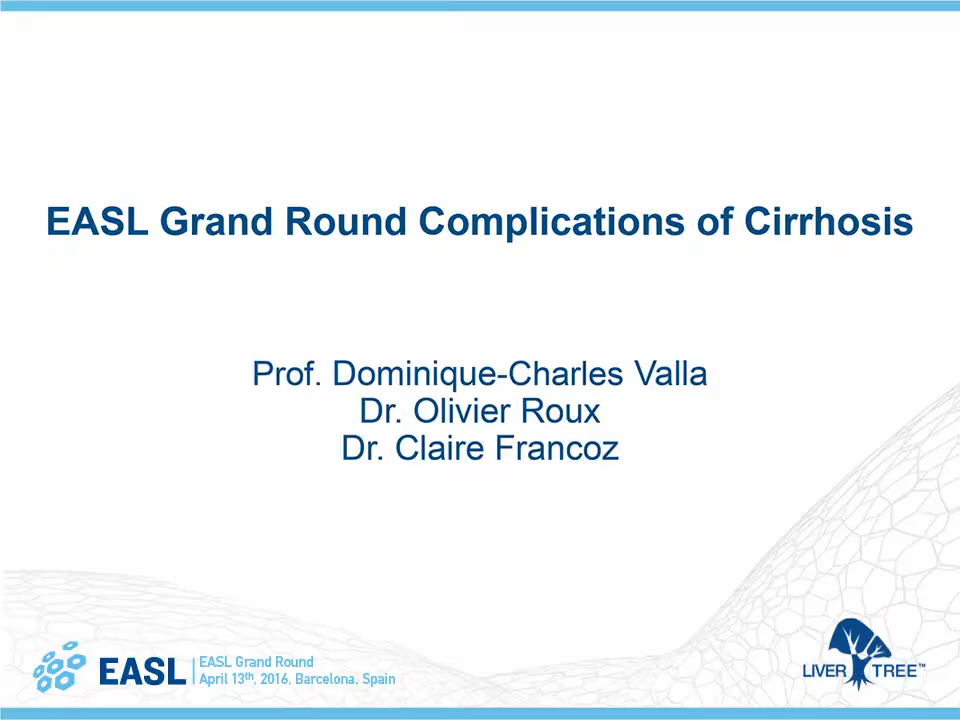 EASL Grand Round Complications of Cirrhosis
Prof. Dominique-Charles Valla
Dr. Olivier Roux
Dr. Claire Francoz
EASL
EASL Grand Round
April 13th, 2016, Barcelona, Spain
LIVER TREE™